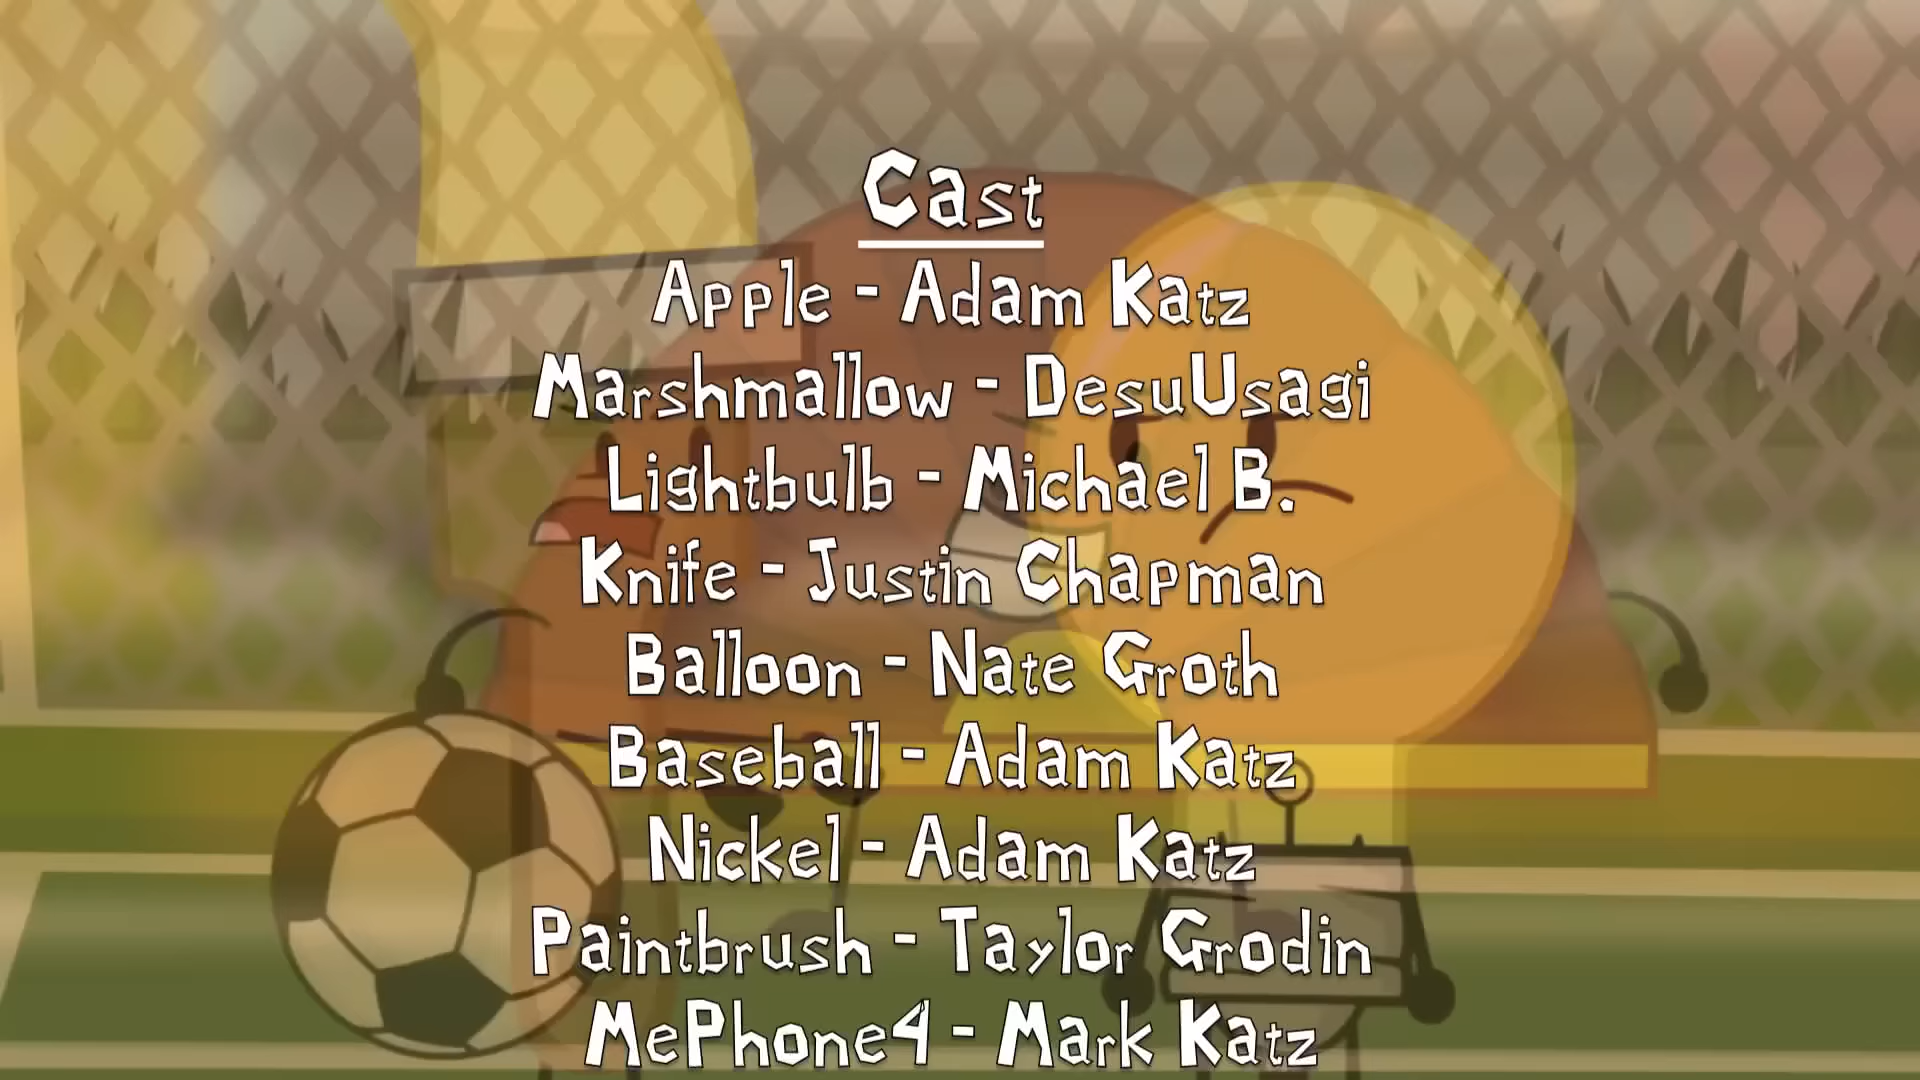 Cast
Apple - Adam Katz
Marshmallow - DesuUsagi
Lightbulb - Michael B.
Knife - Justin Chapman
Balloon - Nate Groth
Baseball - Adam Katz
Nickel - Adam Katz
Paintbrush - Taylor Grodin
MePhone4 - Mark Katz